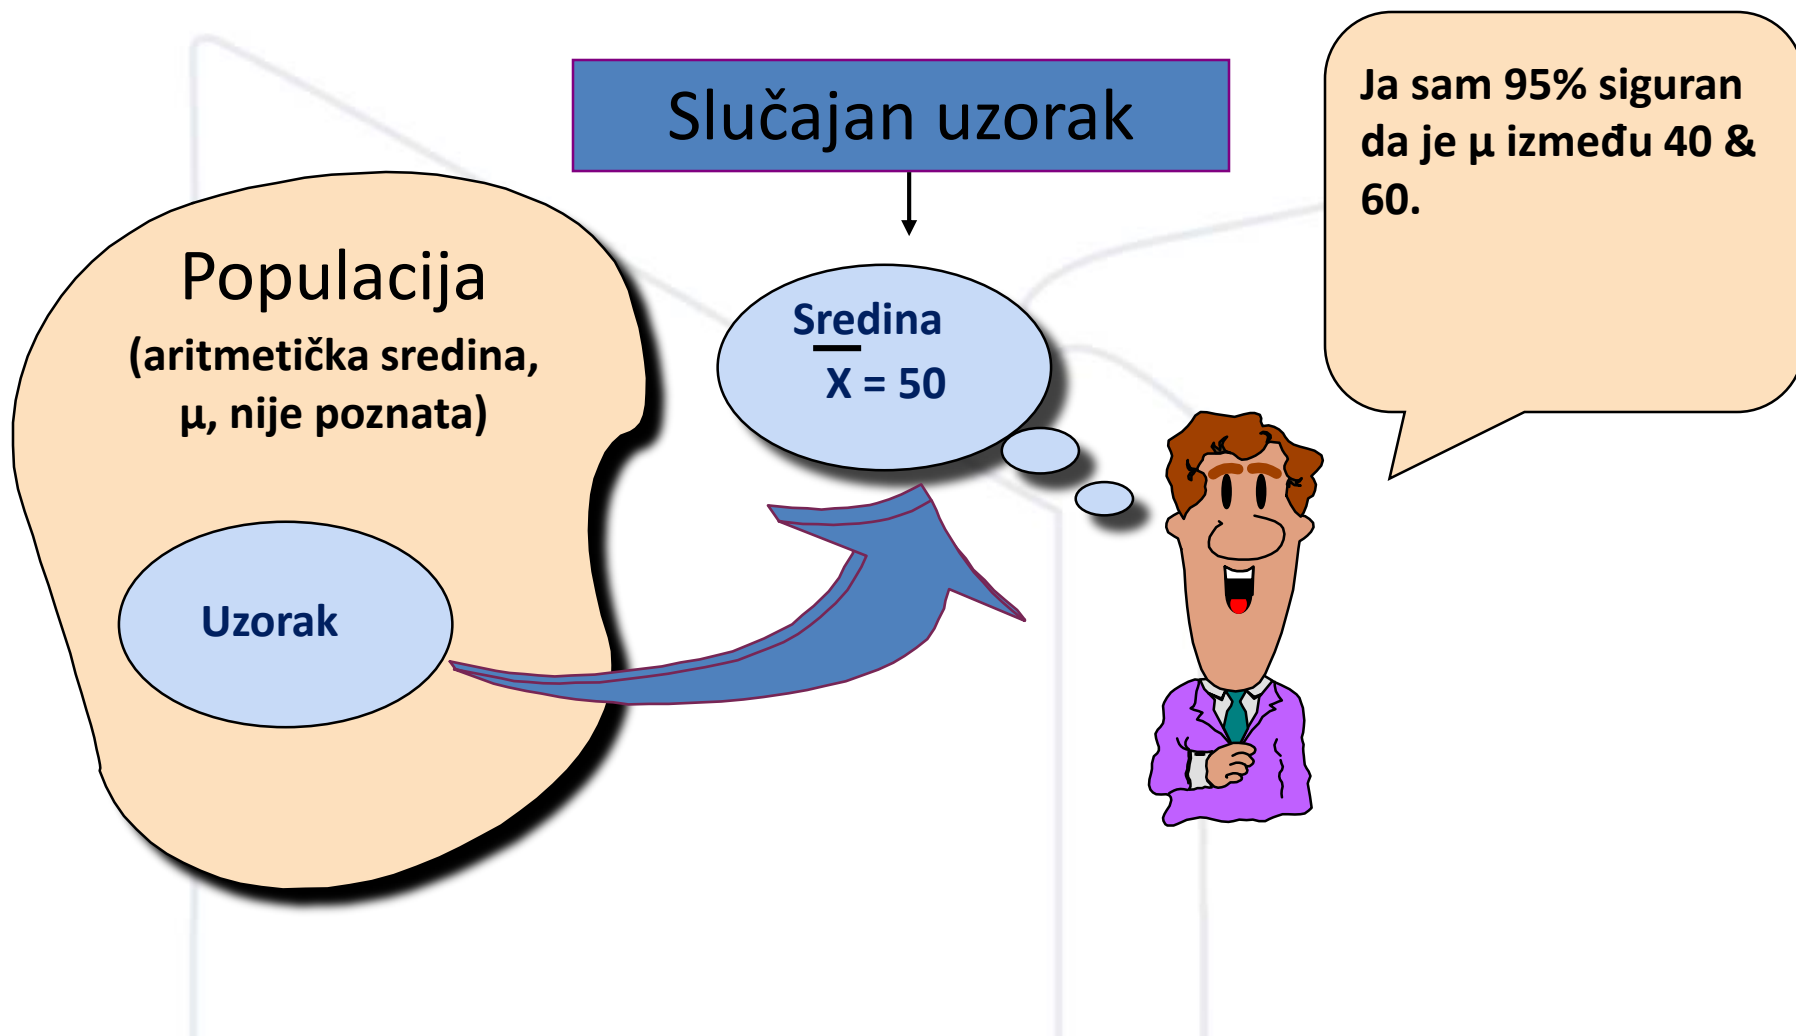 Slučajan uzorak
Ja sam 95% siguran
da je µ između 40 &
60.
Populacija
(aritmetička sredina,
µ, nije poznata)
Sredina
X̅ = 50
Uzorak